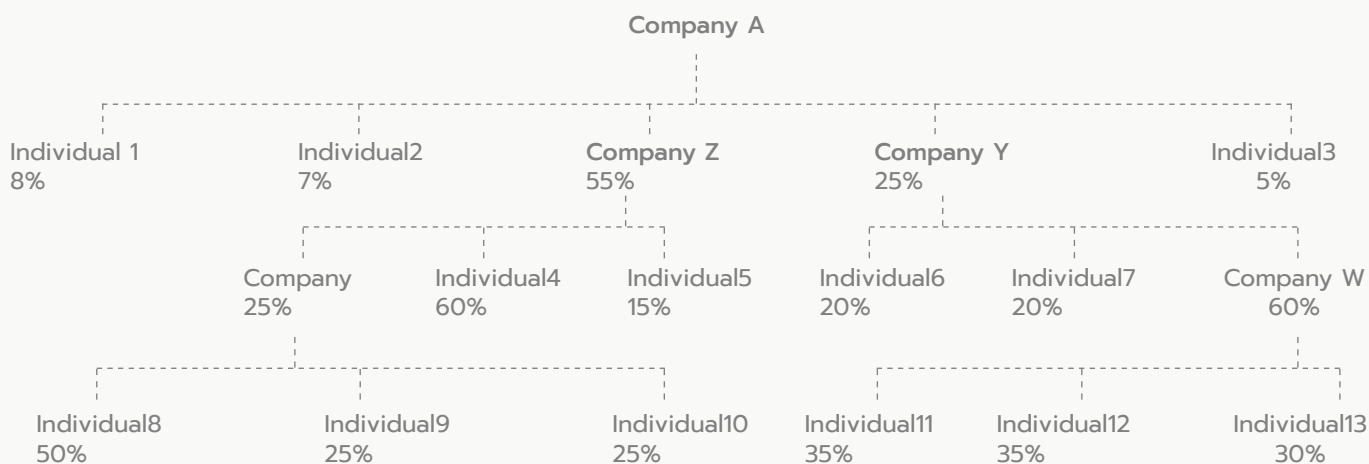 Company A
Individual 1
8%
Individual2
7%
Company Z
55%
Company Y
25%
Individual3
5%
Company
25%
Individual4
60%
Individual5
15%
Individual6
20%
Individual7
20%
Company W
60%
Individual8
50%
Individual9
25%
Individual10
25%
Individual11
35%
Individual12
35%
Individual13
30%